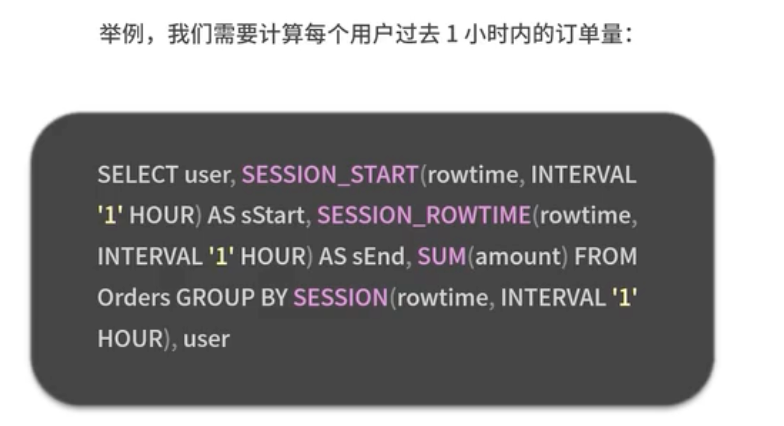 举例，我们需要计算每个用户过去 1 小时内的订单量：
SELECT user, SESSION_START(rowtime, INTERVAL
'1' HOUR) AS sStart, SESSION_ROWTIME(rowtime,
INTERVAL '1' HOUR) AS sEnd, SUM(amount) FROM
Orders GROUP BY SESSION(rowtime, INTERVAL '1'
HOUR), user